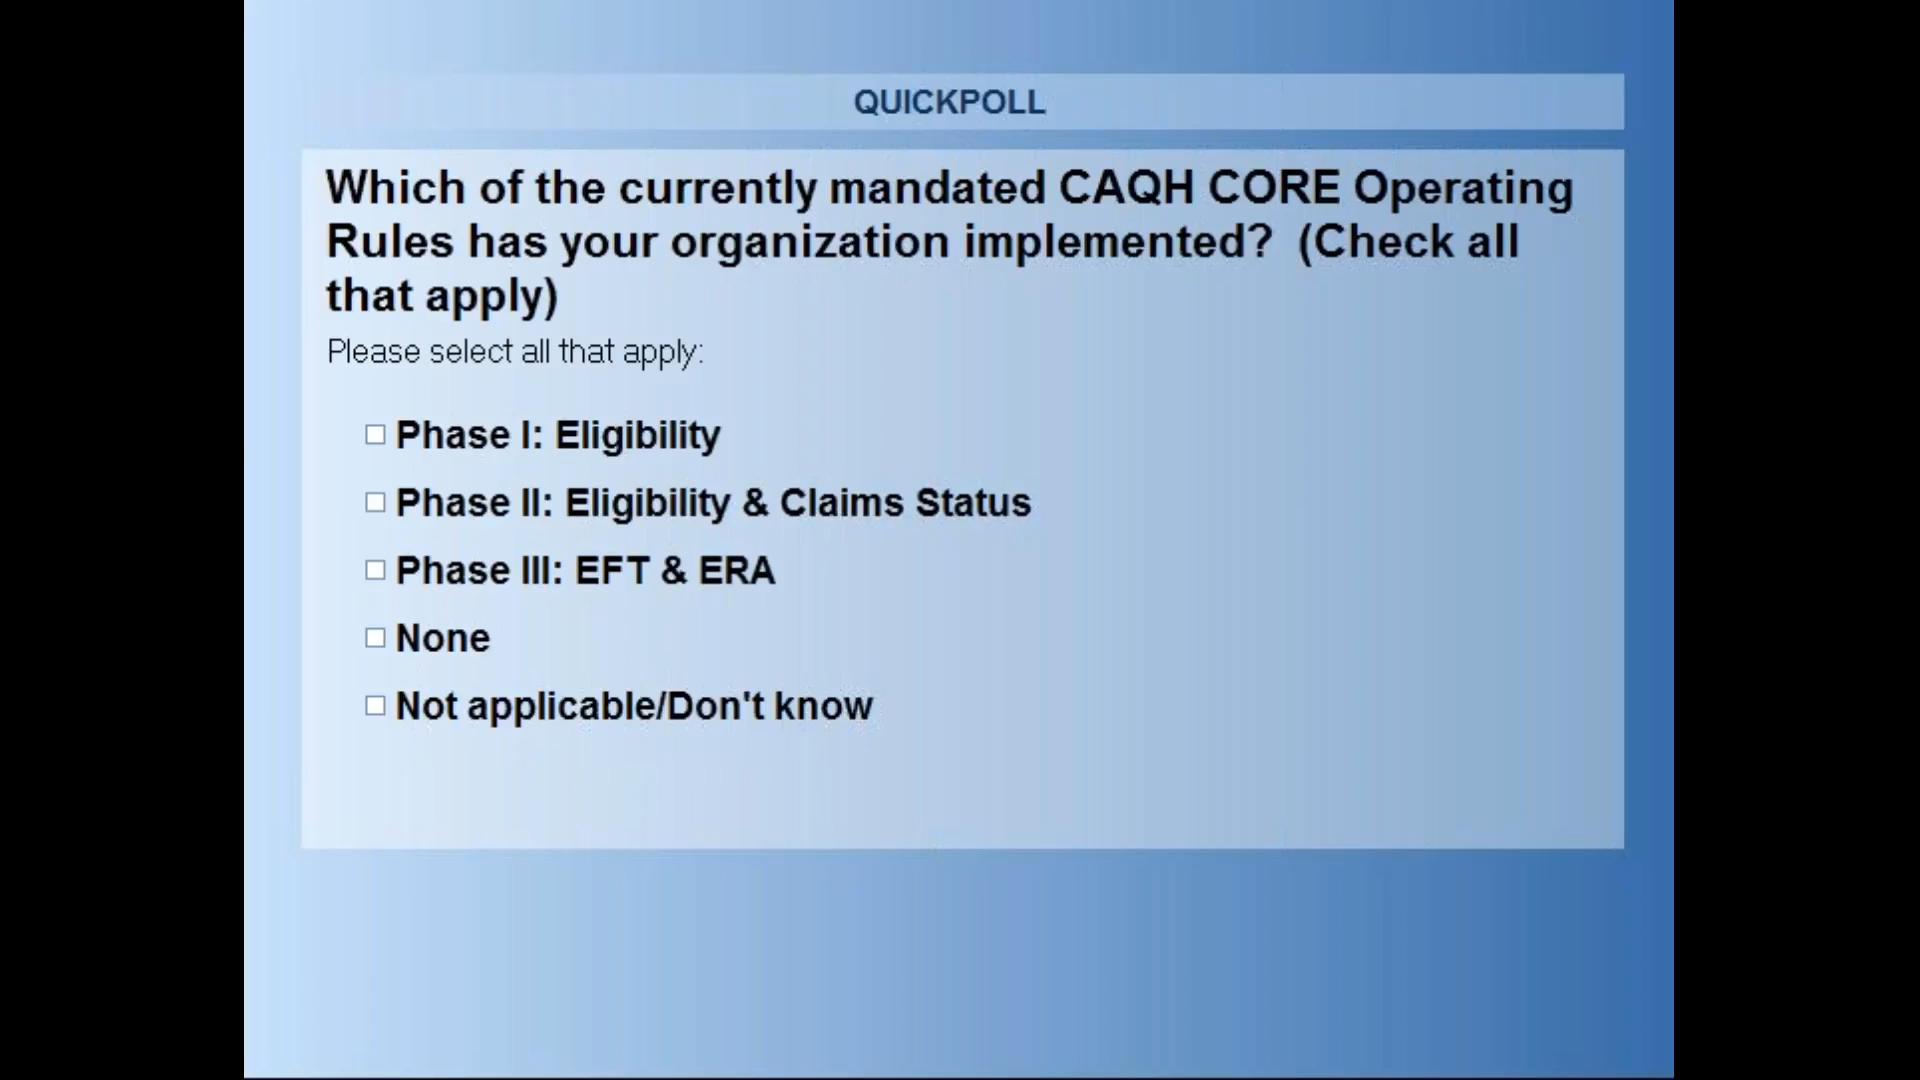 QUICKPOLL
Which of the currently mandated CAQH CORE Operating
Rules has your organization implemented?  (Check all
that apply)
Please select all that apply:
Phase I: Eligibility
Phase II: Eligibility & Claims Status
Phase III: EFT & ERA
None
Not applicable/Don't know